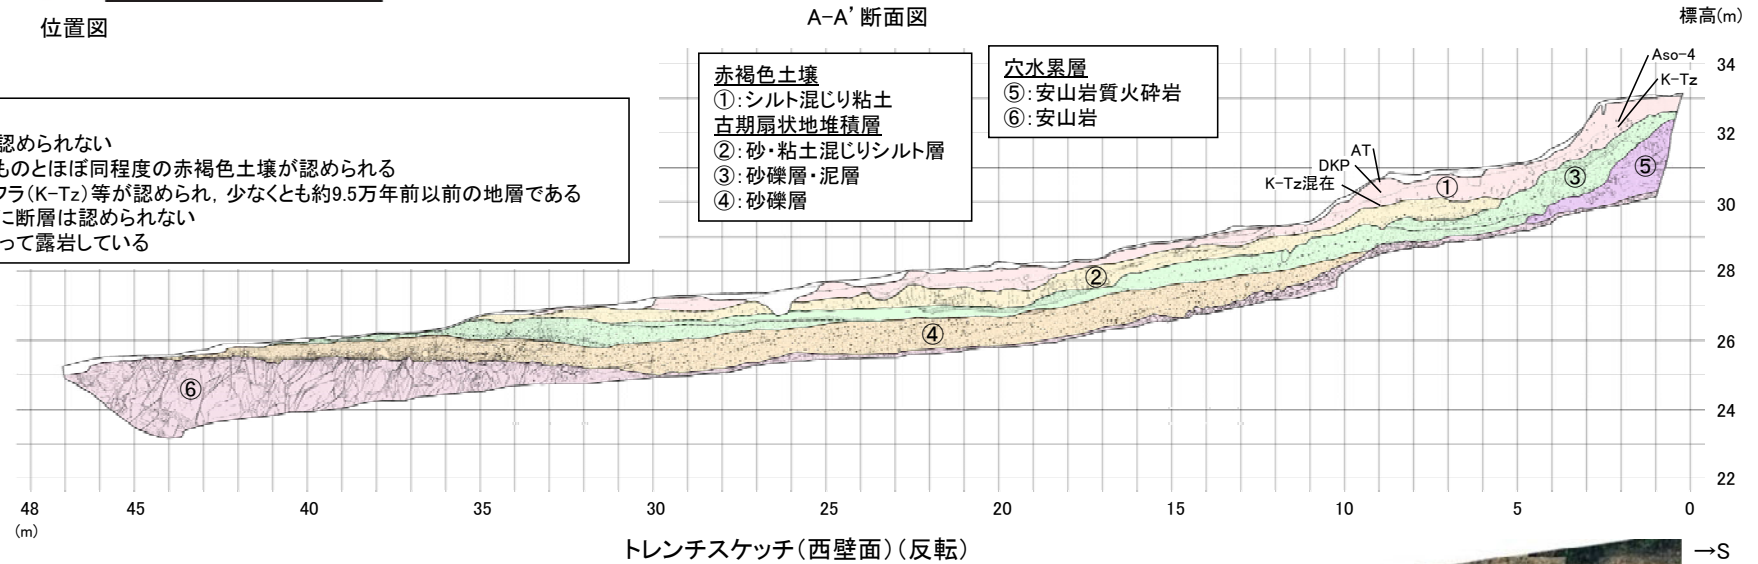 位置図
A-A’断面図
標高(m)
認められない
ものとほぼ同程度の赤褐色土壌が認められる
フラ(K-Tz)等が認められ，少なくとも約9.5万年前以前の地層である
に断層は認められない
って露岩している
赤褐色土壌
①：シルト混じり粘土
古期扇状地堆積層
②：砂・粘土混じりシルト層
③：砂礫層・泥層
④：砂礫層
穴水累層
⑤：安山岩質火砕岩
⑥：安山岩
Aso-4
K-Tz
AT
DKP
K-Tz混在
①
②
③
④
⑤
⑥
34
32
30
28
26
24
22
48 45 40 35 30 25 20 15 10 5 0
(m)
トレンチスケッチ（西壁面）（反転）
→S